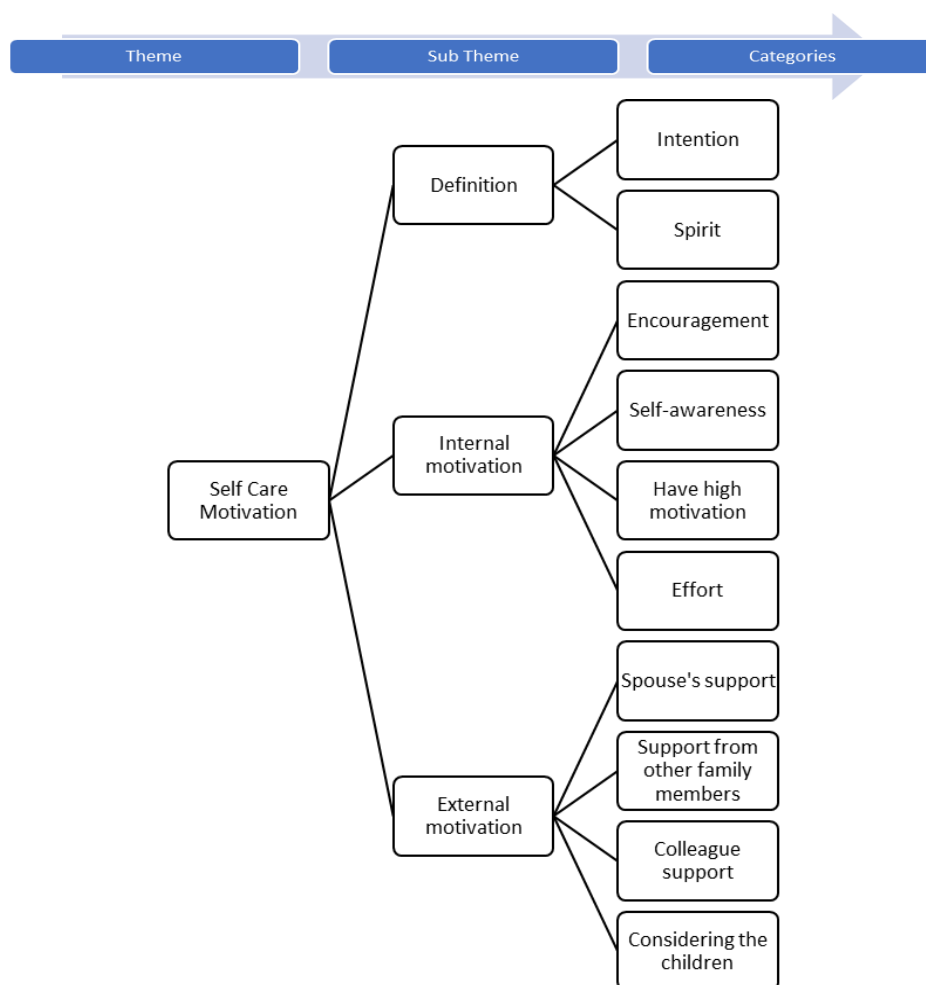 Theme
Sub Theme
Categories
Intention
Definition
Spirit
Encouragement
Self-awareness
Internal
motivation
Self Care
Motivation
Have high
motivation
Effort
Spouse's support
Support from
other family
members
External
motivation
Colleague
support
Considering the
children